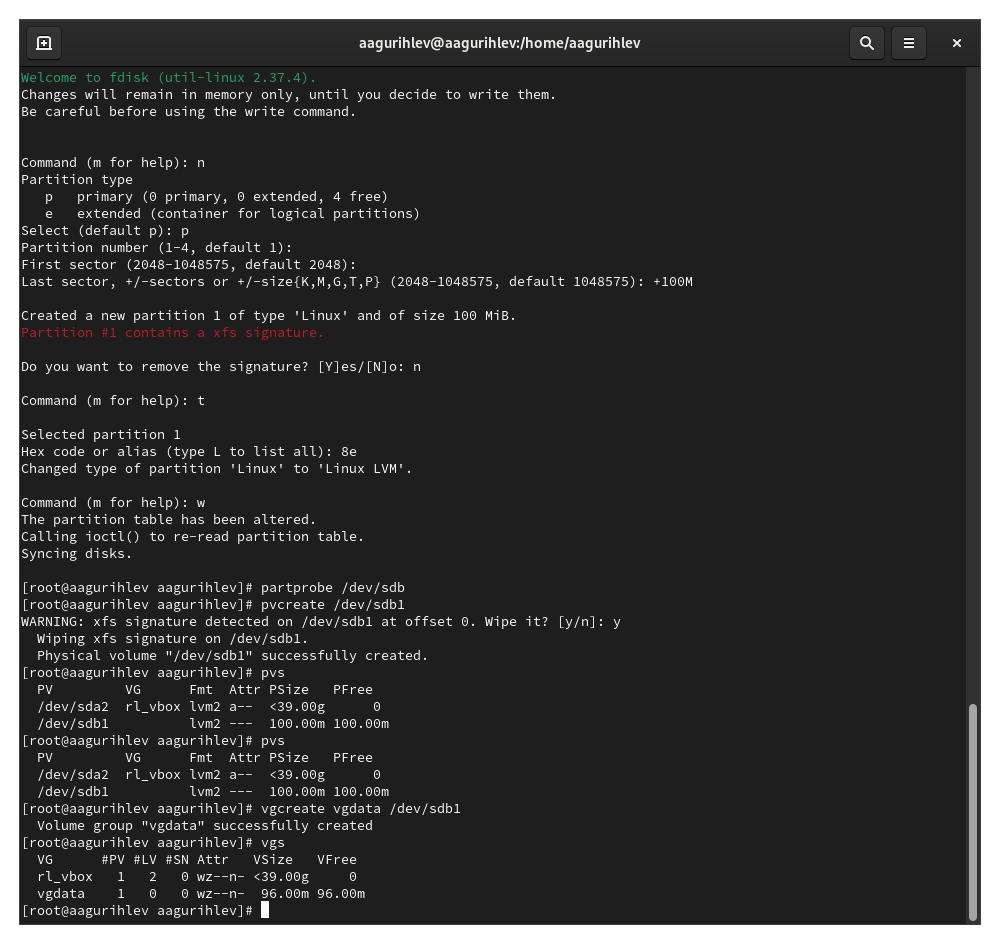 aagurihlev@aagurihlev:/home/aagurihlev
Welcome to fdisk (util-linux 2.37.4).
Changes will remain in memory only, until you decide to write them.
Be careful before using the write command.
Command (m for help): n
Partition type
   p   primary (0 primary, 0 extended, 4 free)
   e   extended (container for logical partitions)
Select (default p): p
Partition number (1-4, default 1):
First sector (2048-1048575, default 2048):
Last sector, +/-sectors or +/-size{K,M,G,T,P} (2048-1048575, default 1048575): +100M
Created a new partition 1 of type 'Linux' and of size 100 MiB.
Partition #1 contains a xfs signature.
Do you want to remove the signature? [Y]es/[N]o: n
Command (m for help): t
Selected partition 1
Hex code or alias (type L to list all): 8e
Changed type of partition 'Linux' to 'Linux LVM'.
Command (m for help): w
The partition table has been altered.
Calling ioctl() to re-read partition table.
Syncing disks.
[root@aagurihlev aagurihlev]# partprobe /dev/sdb
[root@aagurihlev aagurihlev]# pvcreate /dev/sdb1
WARNING: xfs signature detected on /dev/sdb1 at offset 0. Wipe it? [y/n]: y
  Wiping xfs signature on /dev/sdb1.
  Physical volume "/dev/sdb1" successfully created.
[root@aagurihlev aagurihlev]# pvs
  PV         VG      Fmt  Attr PSize   PFree
  /dev/sda2  rl_vbox lvm2 a--  <39.00g      0
  /dev/sdb1          lvm2 ---  100.00m 100.00m
[root@aagurihlev aagurihlev]# pvs
  PV         VG      Fmt  Attr PSize   PFree
  /dev/sda2  rl_vbox lvm2 a--  <39.00g      0
  /dev/sdb1          lvm2 ---  100.00m 100.00m
[root@aagurihlev aagurihlev]# vgcreate vgdata /dev/sdb1
  Volume group "vgdata" successfully created
[root@aagurihlev aagurihlev]# vgs
  VG      #PV #LV #SN Attr   VSize   VFree
  rl_vbox   1   2   0 wz--n- <39.00g     0
  vgdata    1   0   0 wz--n-  96.00m 96.00m
[root@aagurihlev aagurihlev]#